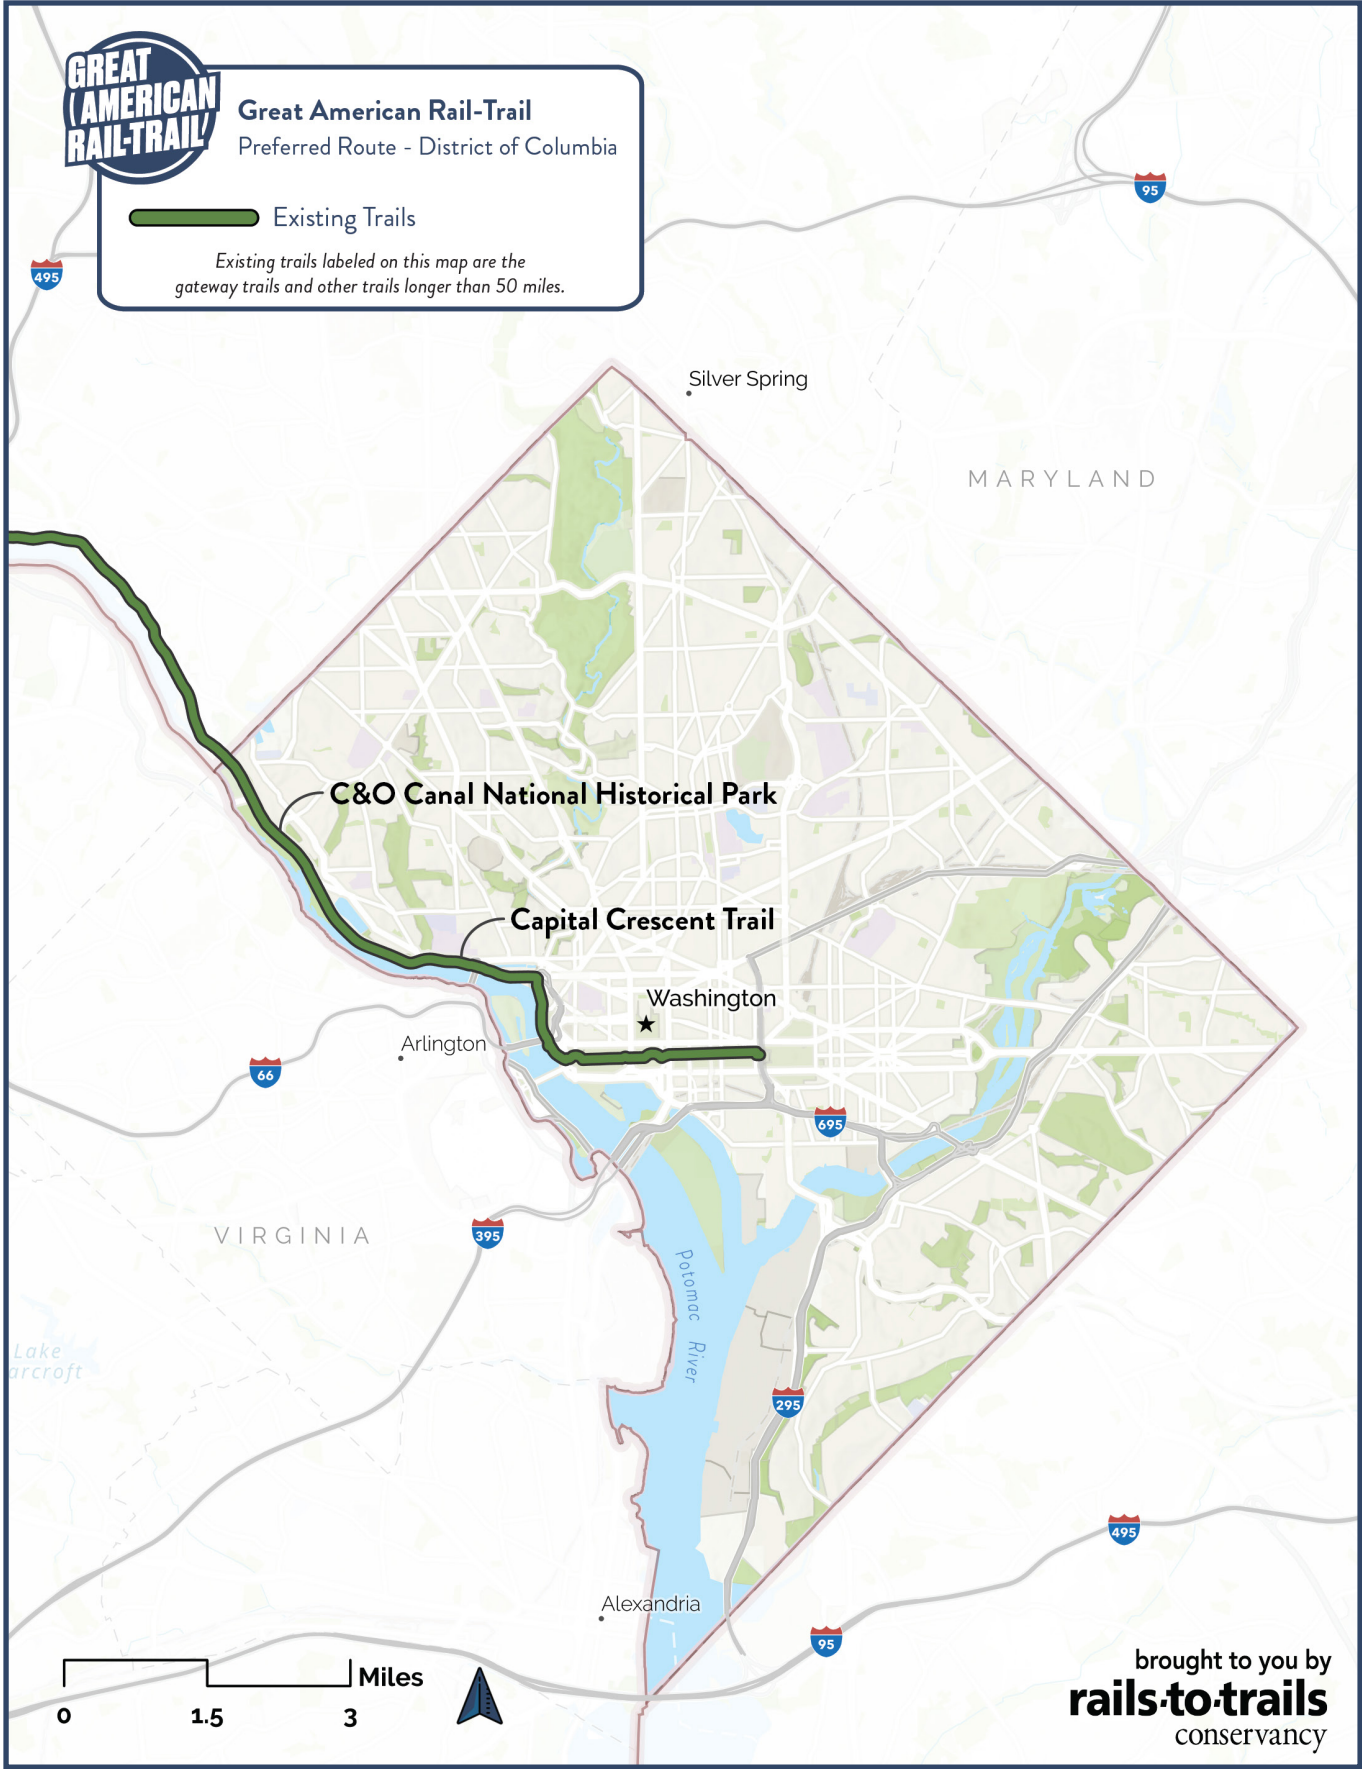 GREAT
AMERICAN
RAIL-TRAIL
Great American Rail-Trail
Preferred Route - District of Columbia
Existing Trails
Existing trails labeled on this map are the
gateway trails and other trails longer than 50 miles.
95
495
Silver Spring
MARYLAND
C&O Canal National Historical Park
Capital Crescent Trail
Washington
Arlington
66
695
VIRGINIA
395
Potomac River
Lake
arcroft
295
495
Alexandria
95
Miles
0
1.5
3
brought to you by
rails-to-trails
conservancy